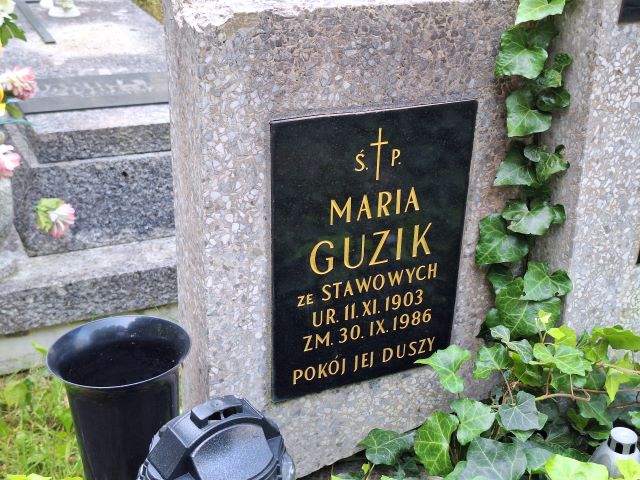 Ś. † P.
MARIA
GUZIK
ZE STAWOWYCH
UR. 11. XI. 1903
ZM. 30. IX. 1986
POKÓJ JEJ DUSZY